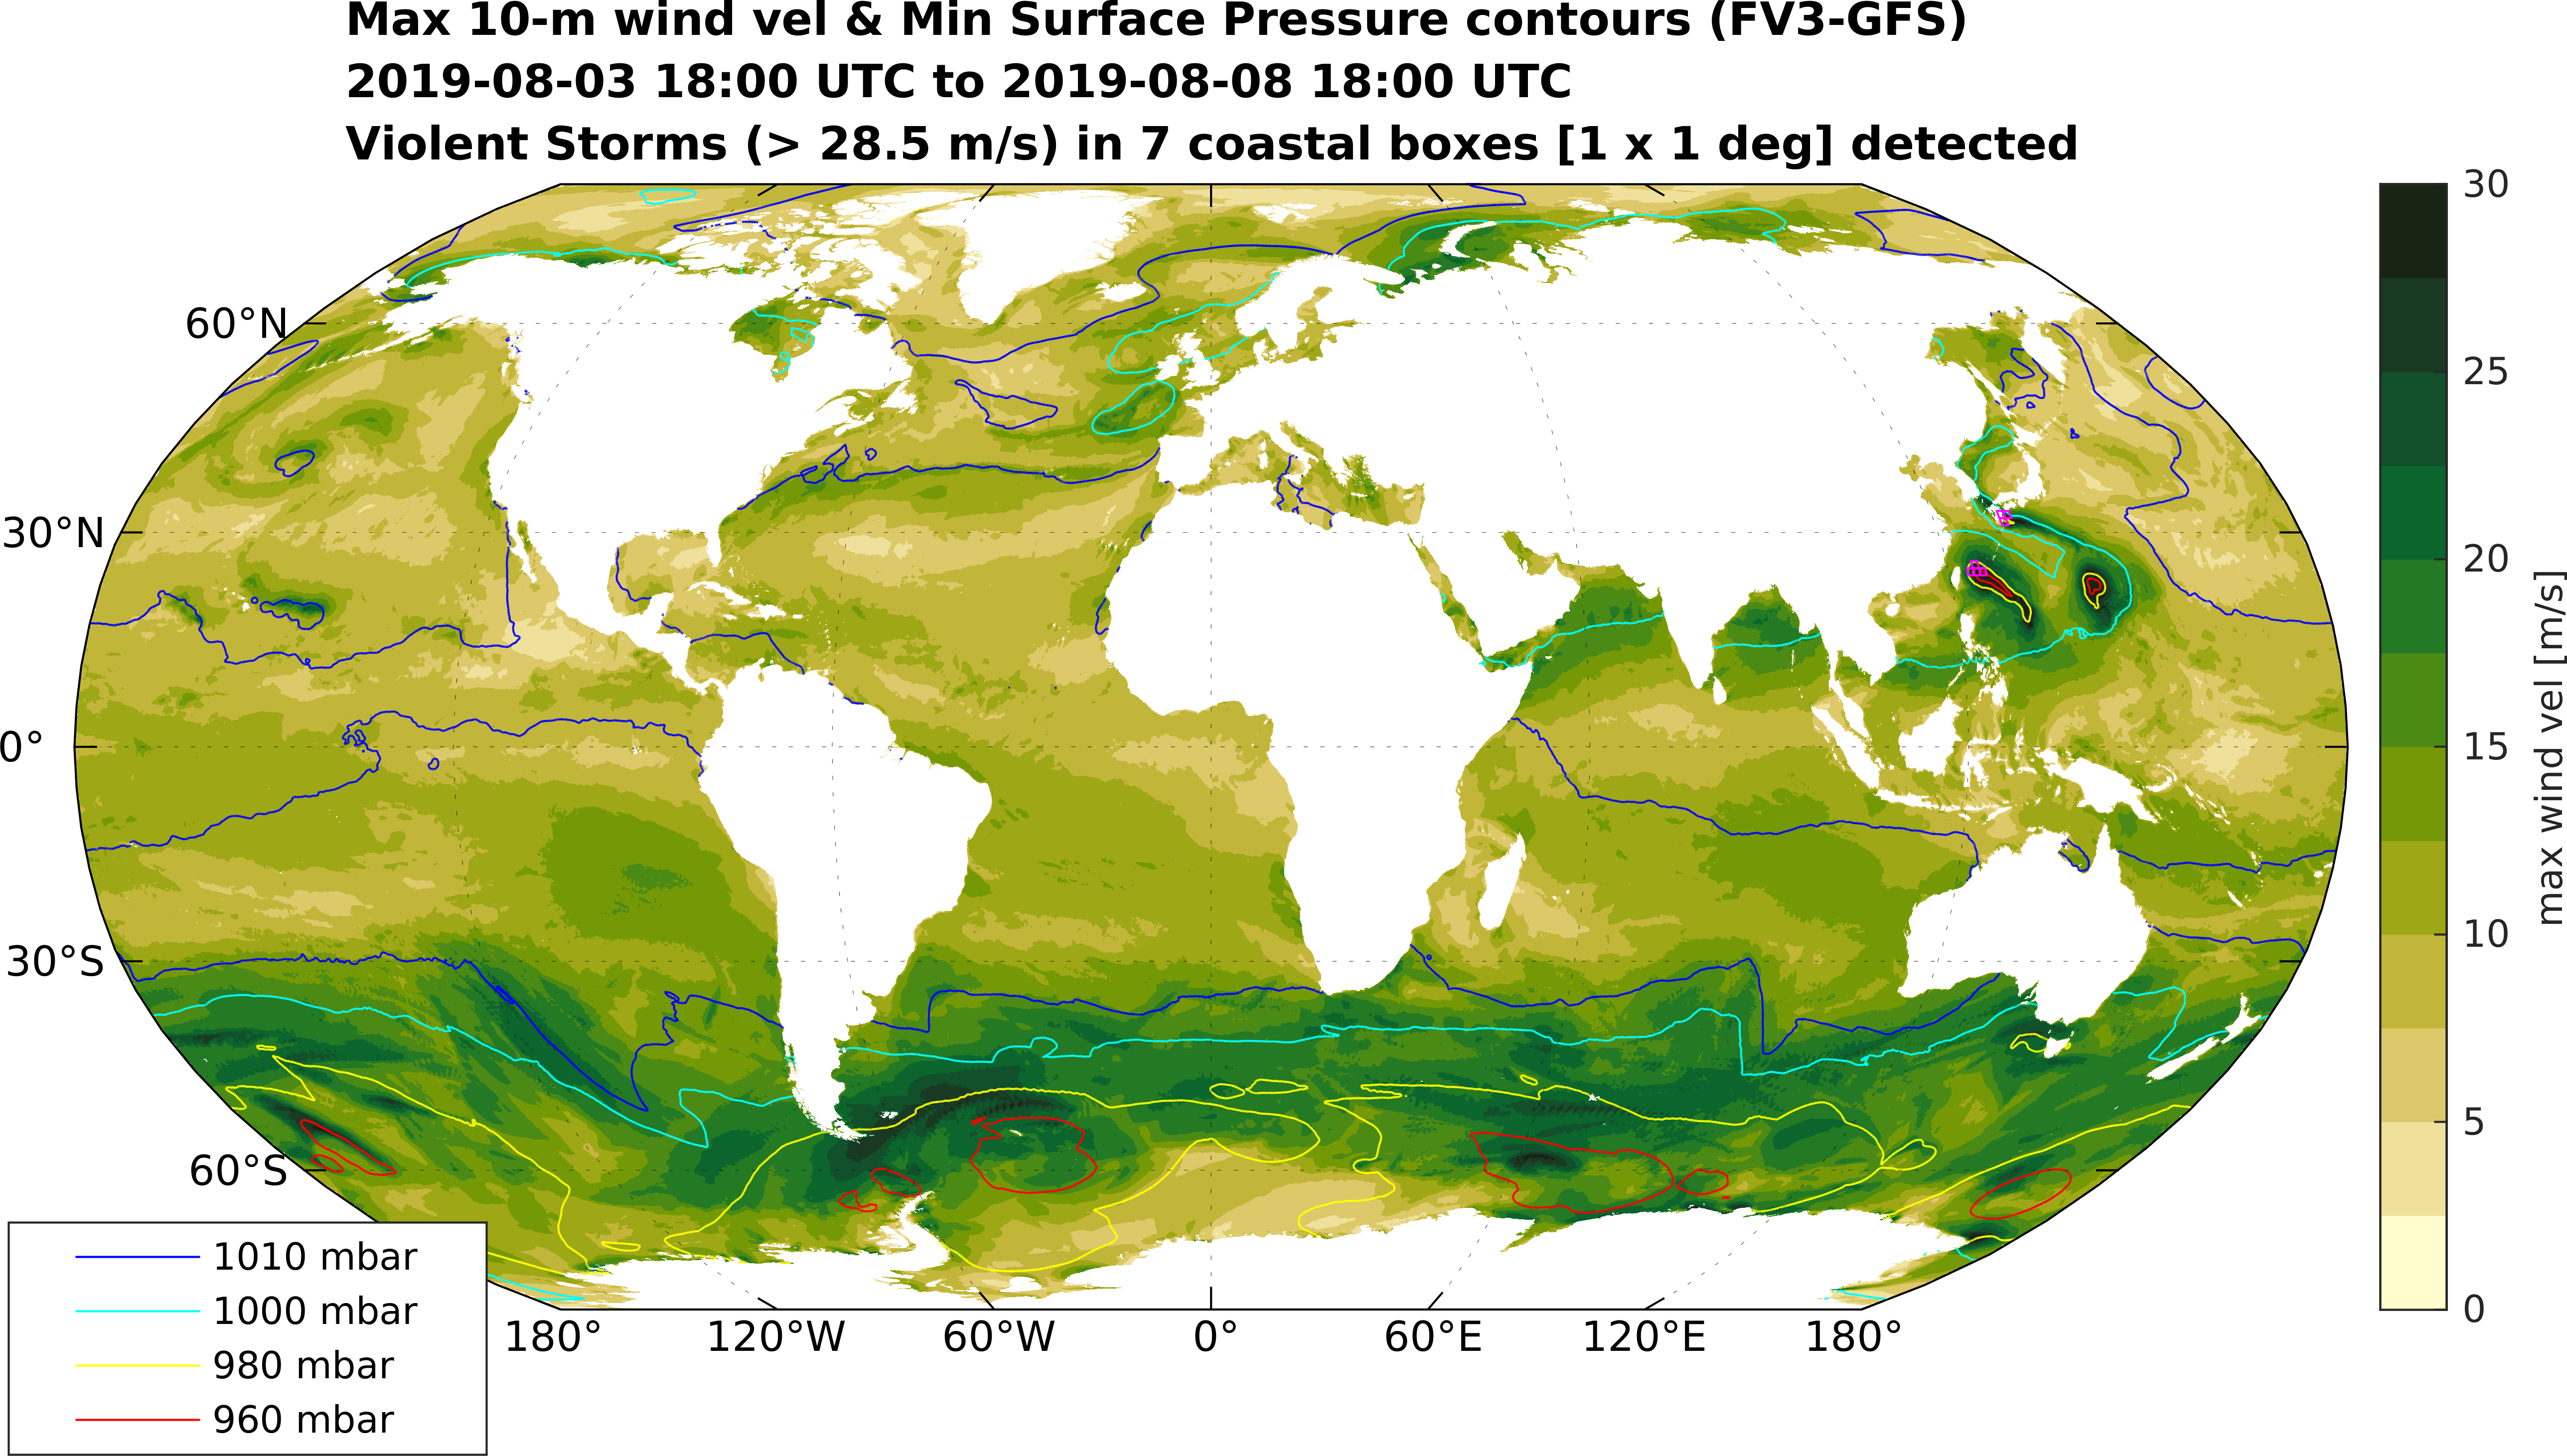 Max 10-m wind vel & Min Surface Pressure contours (FV3-GFS)
2019-08-03 18:00 UTC to 2019-08-08 18:00 UTC
Violent Storms (> 28.5 m/s) in 7 coastal boxes [1 x 1 deg] detected
60°N
30°N
0°
30°S
60°S
180°
120°W
60°W
0°
60°E
120°E
180°
1010 mbar
1000 mbar
980 mbar
960 mbar
30
25
20
15
10
5
0
max wind vel [m/s]